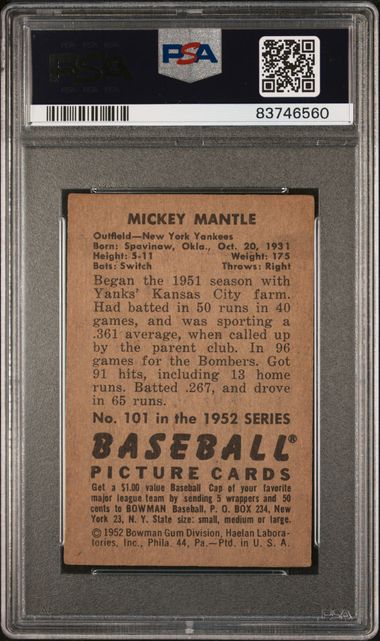 PSA
PSA
83746560
MICKEY MANTLE
Outfield—New York Yankees
Born: Spavinaw, Okla., Oct. 20, 1931
Height: 5-11 Weight: 175
Bats: Switch Throws: Right
Began the 1951 season with
Yanks' Kansas City farm.
Had batted in 50 runs in 40
games, and was sporting a
.361 average, when called up
by the parent club. In 96
games for the Bombers. Got
91 hits, including 13 home
runs. Batted .267, and drove
in 65 runs.
No. 101 in the 1952 SERIES
BASEBALL®
PICTURE CARDS
Get a $1.00 value Baseball Cap of your favorite
major league team by sending 5 wrappers and 50
cents to BOWMAN Baseball, P. O. BOX 234, New
York 23, N. Y. State size: small, medium or large.
© 1952 Bowman Gum Division, Haelan Labora-
tories, Inc., Phila. 44, Pa.—Ptd in U. S. A.
PSA